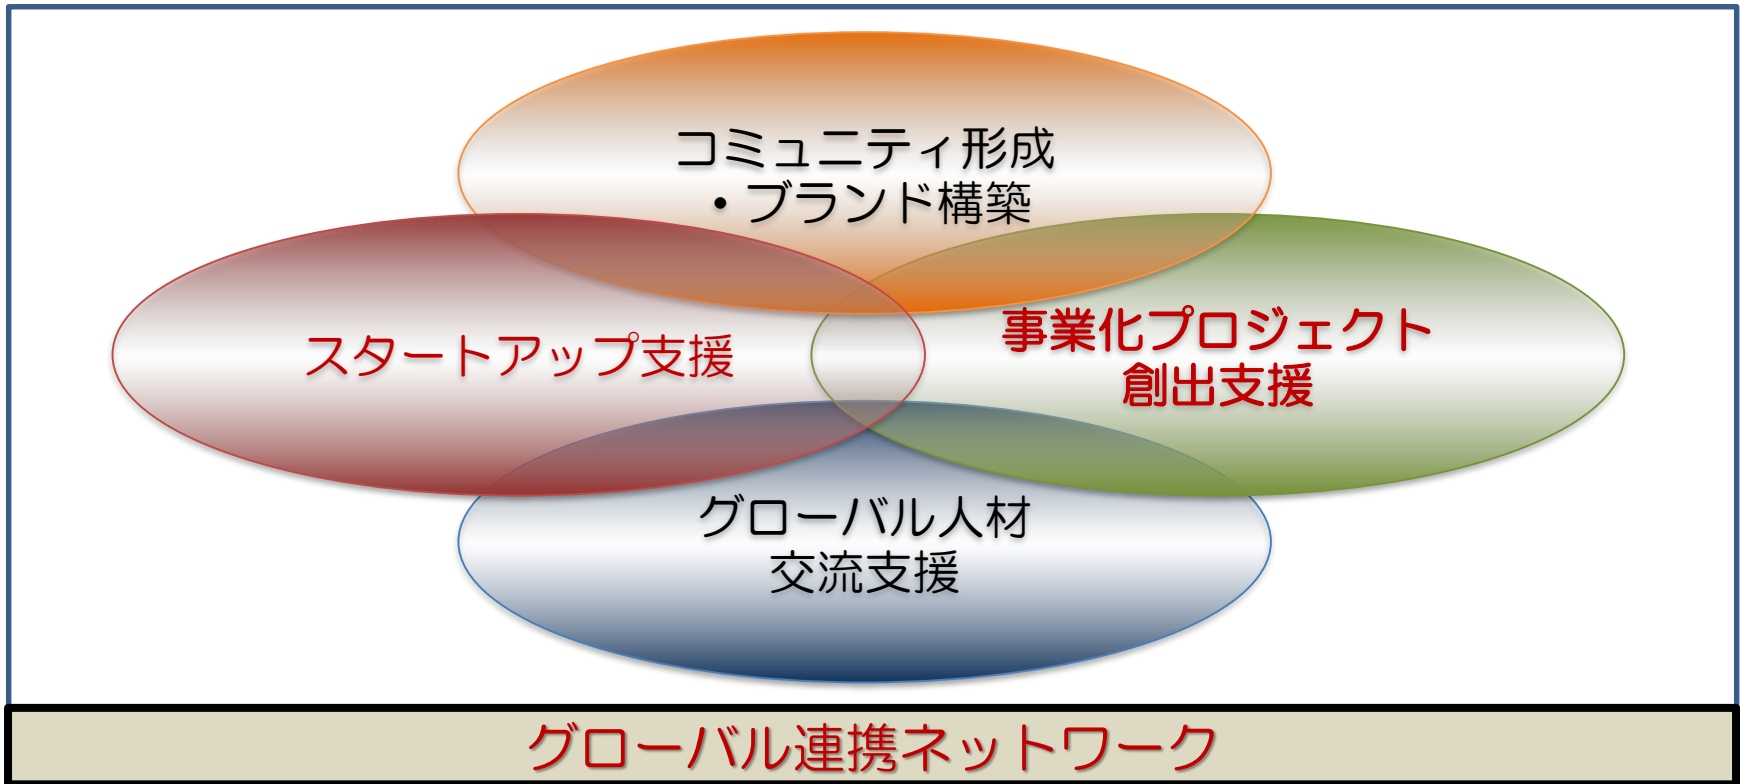 コミュニティ形成
・ブランド構築
スタートアップ支援
事業化プロジェクト
創出支援
グローバル人材
交流支援
グローバル連携ネットワーク